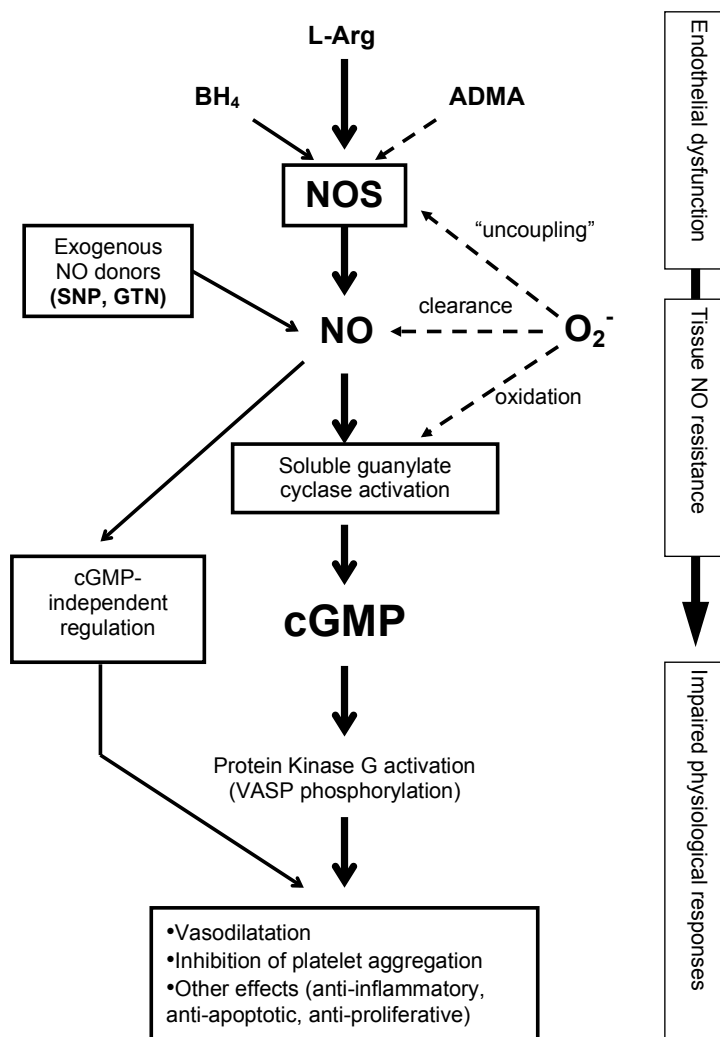 L-Arg
BH₄
ADMA
NOS
"uncoupling"
Exogenous
NO donors
(SNP, GTN)
clearance
NO
O₂⁻
oxidation
Soluble guanylate
cyclase activation
cGMP-
independent
regulation
cGMP
Protein Kinase G activation
(VASP phosphorylation)
•Vasodilatation
•Inhibition of platelet aggregation
•Other effects (anti-inflammatory,
anti-apoptotic, anti-proliferative)
Endothelial dysfunction
Tissue NO resistance
Impaired physiological responses